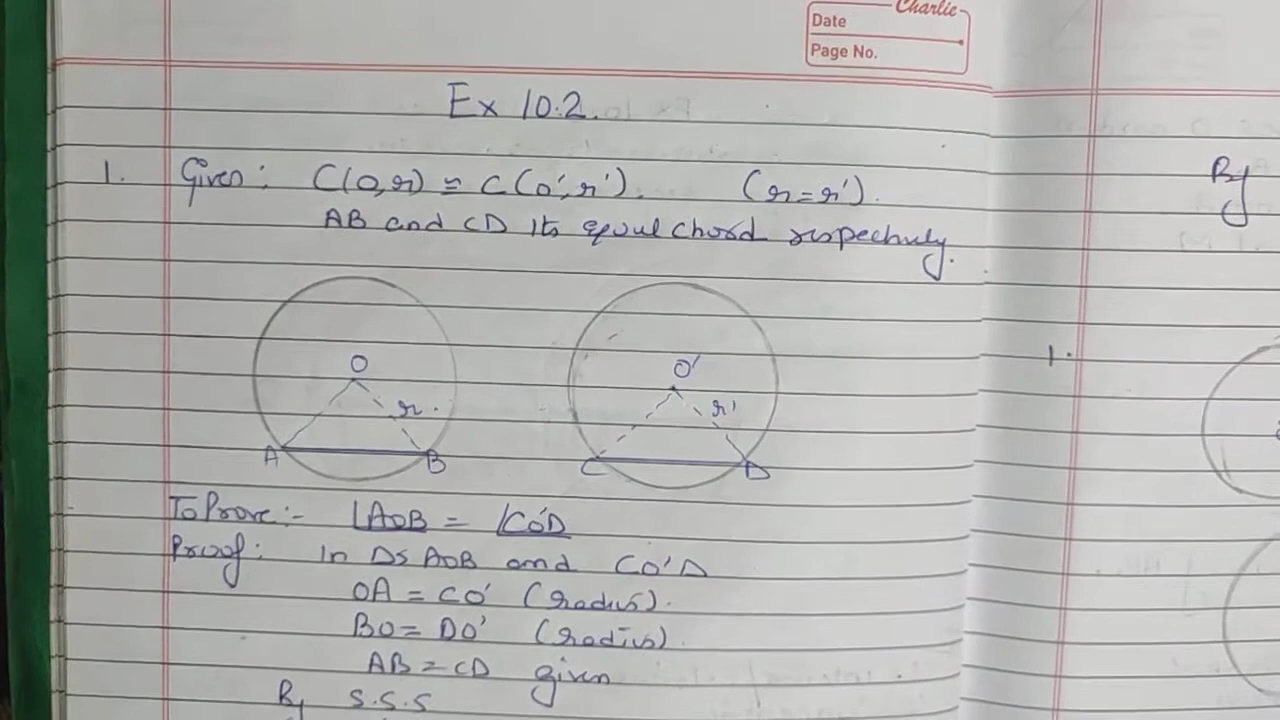 Charlie
Date
Page No.
Ex 10.2.
1. Given: C(O,r) ≅ C(O',r'). (r=r').
AB and CD its equal chord respectively.
O O'
r r'
A B C D
To Prove:- ∠AOB = ∠CO'D
Proof: In Δs AOB and CO'D
OA = CO' (radius).
BO = DO' (radius)
AB = CD given
By S.S.S
By
1.